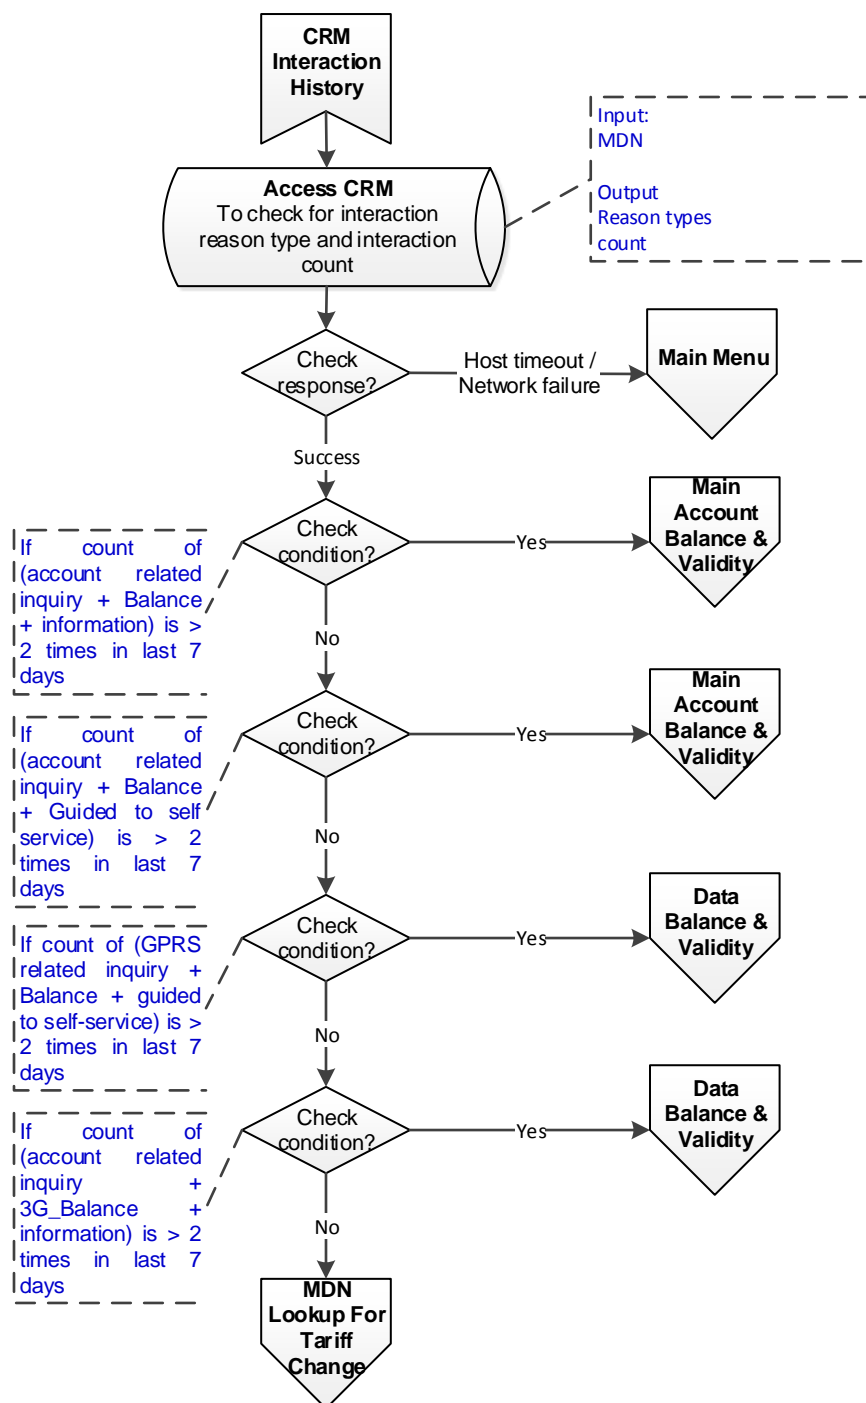 CRM
Interaction
History
Input:
MDN
Output
Reason types
count
Access CRM
To check for interaction
reason type and interaction
count
Check
response?
Host timeout /
Network failure
Main Menu
Success
Main
Account
Balance &
Validity
Check
condition?
Yes
If count of
(account related
inquiry + Balance
+ information) is >
2 times in last 7
days
No
Main
Account
Balance &
Validity
Check
condition?
Yes
If count of
(account related
inquiry + Balance
+ Guided to self
service) is > 2
times in last 7
days
No
Data
Balance &
Validity
Check
condition?
Yes
If count of (GPRS
related inquiry +
Balance + guided
to self-service) is >
2 times in last 7
days
No
Data
Balance &
Validity
Check
condition?
Yes
If count of
(account related
inquiry +
3G_Balance +
information) is > 2
times in last 7
days
No
MDN
Lookup For
Tariff
Change